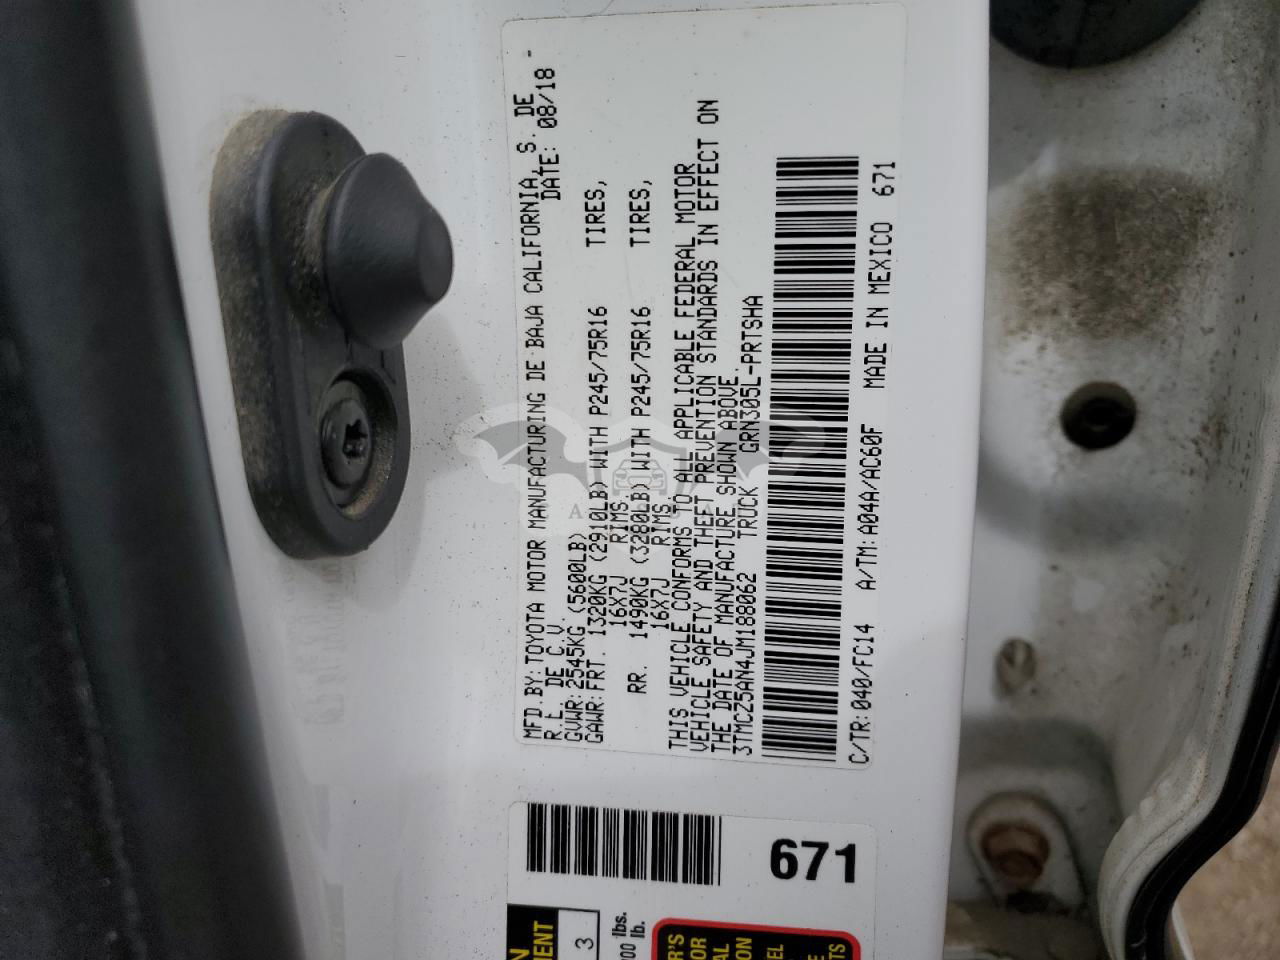 MFD.BY:TOYOTA MOTOR MANUFACTURING DE BAJA CALIFORNIA, S. DE
R.L. DE C.V. DATE: 08/18
GVWR:2545KG (5600LB)
GAWR:FRT. 1320KG (2910LB) WITH P245/75R16 TIRES,
16X7J RIMS.
RR. 1490KG (3280LB) WITH P245/75R16 TIRES,
16X7J RIMS.
THIS VEHICLE CONFORMS TO ALL APPLICABLE FEDERAL MOTOR
VEHICLE SAFETY AND THEFT PREVENTION STANDARDS IN EFFECT ON
THE DATE OF MANUFACTURE SHOWN ABOVE.
3TMCZ5AN4JM188062 TRUCK GRN305L-PRTSHA
C/TR:040/FC14 A/TM:A04A/AC60F MADE IN MEXICO 671
671
3
lbs.
lb.